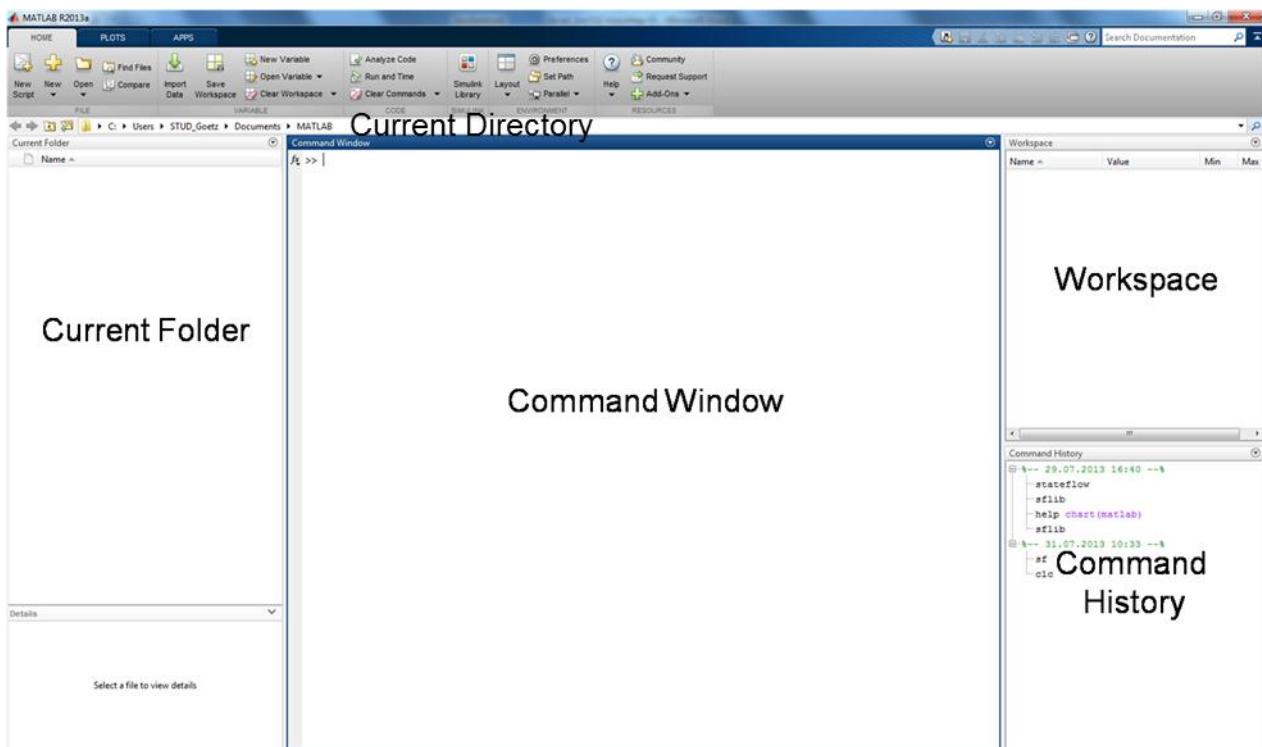 MATLAB R2013a
HOME PLOTS APPS
Search Documentation
New Script
New
Open
Find Files
Compare
Import Data
Save Workspace
New Variable
Open Variable
Clear Workspace
Analyze Code
Run and Time
Clear Commands
Simulink Library
Layout
Preferences
Set Path
Parallel
Help
Community
Request Support
Add-Ons
FILE VARIABLE CODE SIMULINK ENVIRONMENT RESOURCES
C: Users STUD_Goetz Documents MATLAB
Current Directory
Current Folder
Name
Current Folder
Details
Select a file to view details
Command Window
fx >>
Command Window
Workspace
Name Value Min Max
Workspace
Command History
%-- 29.07.2013 16:40 --%
stateflow
sflib
help chart(matlab)
sflib
%-- 31.07.2013 10:33 --%
sf
clc
Command
History